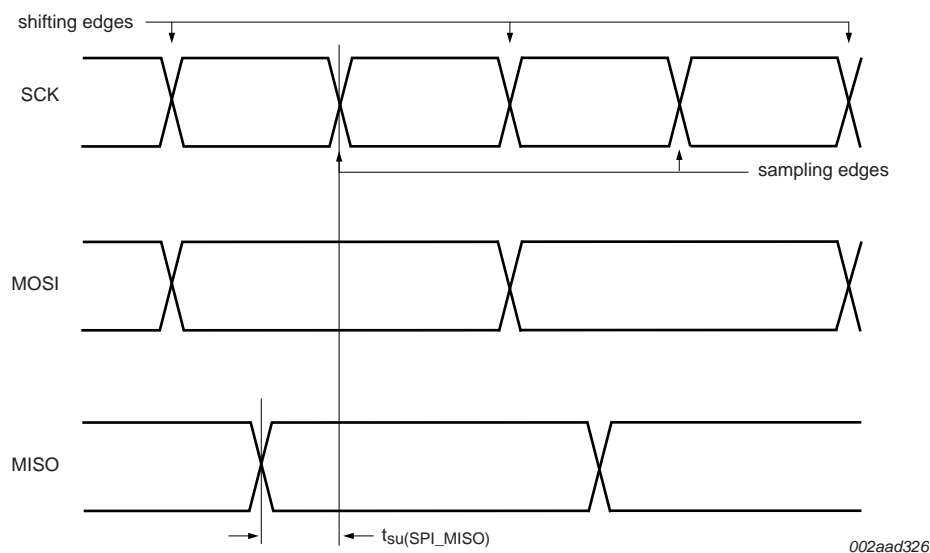 shifting edges
SCK
sampling edges
MOSI
MISO
tsu(SPI_MISO)
002aad326